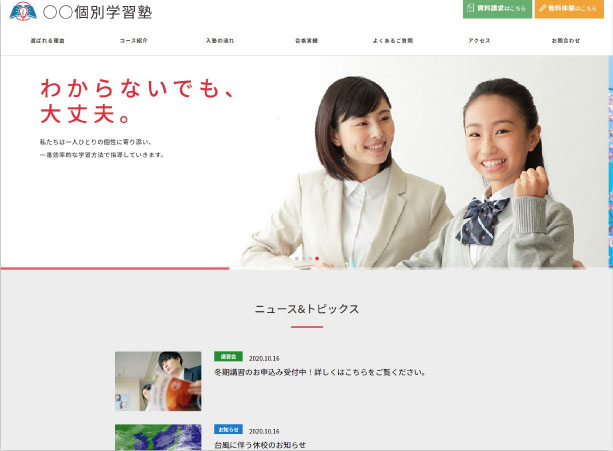 〇〇個別学習塾
資料請求はこちら
無料体験はこちら
選ばれる理由
コース紹介
入塾の流れ
合格実績
よくあるご質問
アクセス
お問合わせ
わからないでも、
大丈夫。
私たちは一人ひとりの個性に寄り添い、
一番効率的な学習方法で指導していきます。
ニュース&トピックス
講習会 2020.10.16
冬期講習のお申込み受付中！詳しくはこちらをご覧ください。
お知らせ 2020.10.16
台風に伴う休校のお知らせ